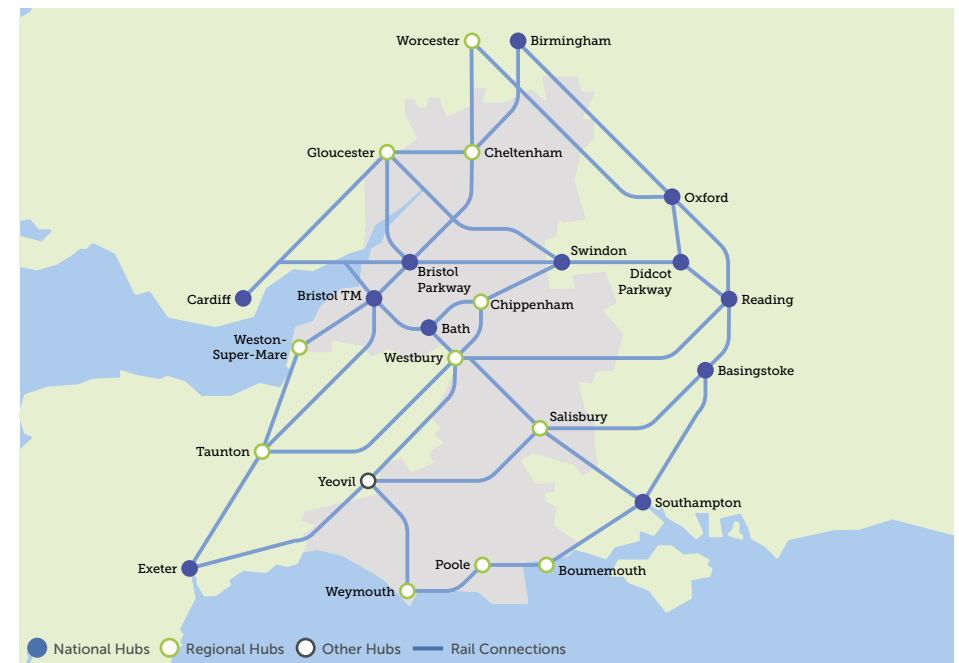 Worcester
Birmingham
Gloucester
Cheltenham
Oxford
Swindon
Bristol
Parkway
Didcot
Parkway
Cardiff
Bristol TM
Chippenham
Reading
Bath
Weston-
Super-Mare
Westbury
Basingstoke
Salisbury
Taunton
Yeovil
Southampton
Exeter
Poole
Bournemouth
Weymouth
National Hubs
Regional Hubs
Other Hubs
Rail Connections